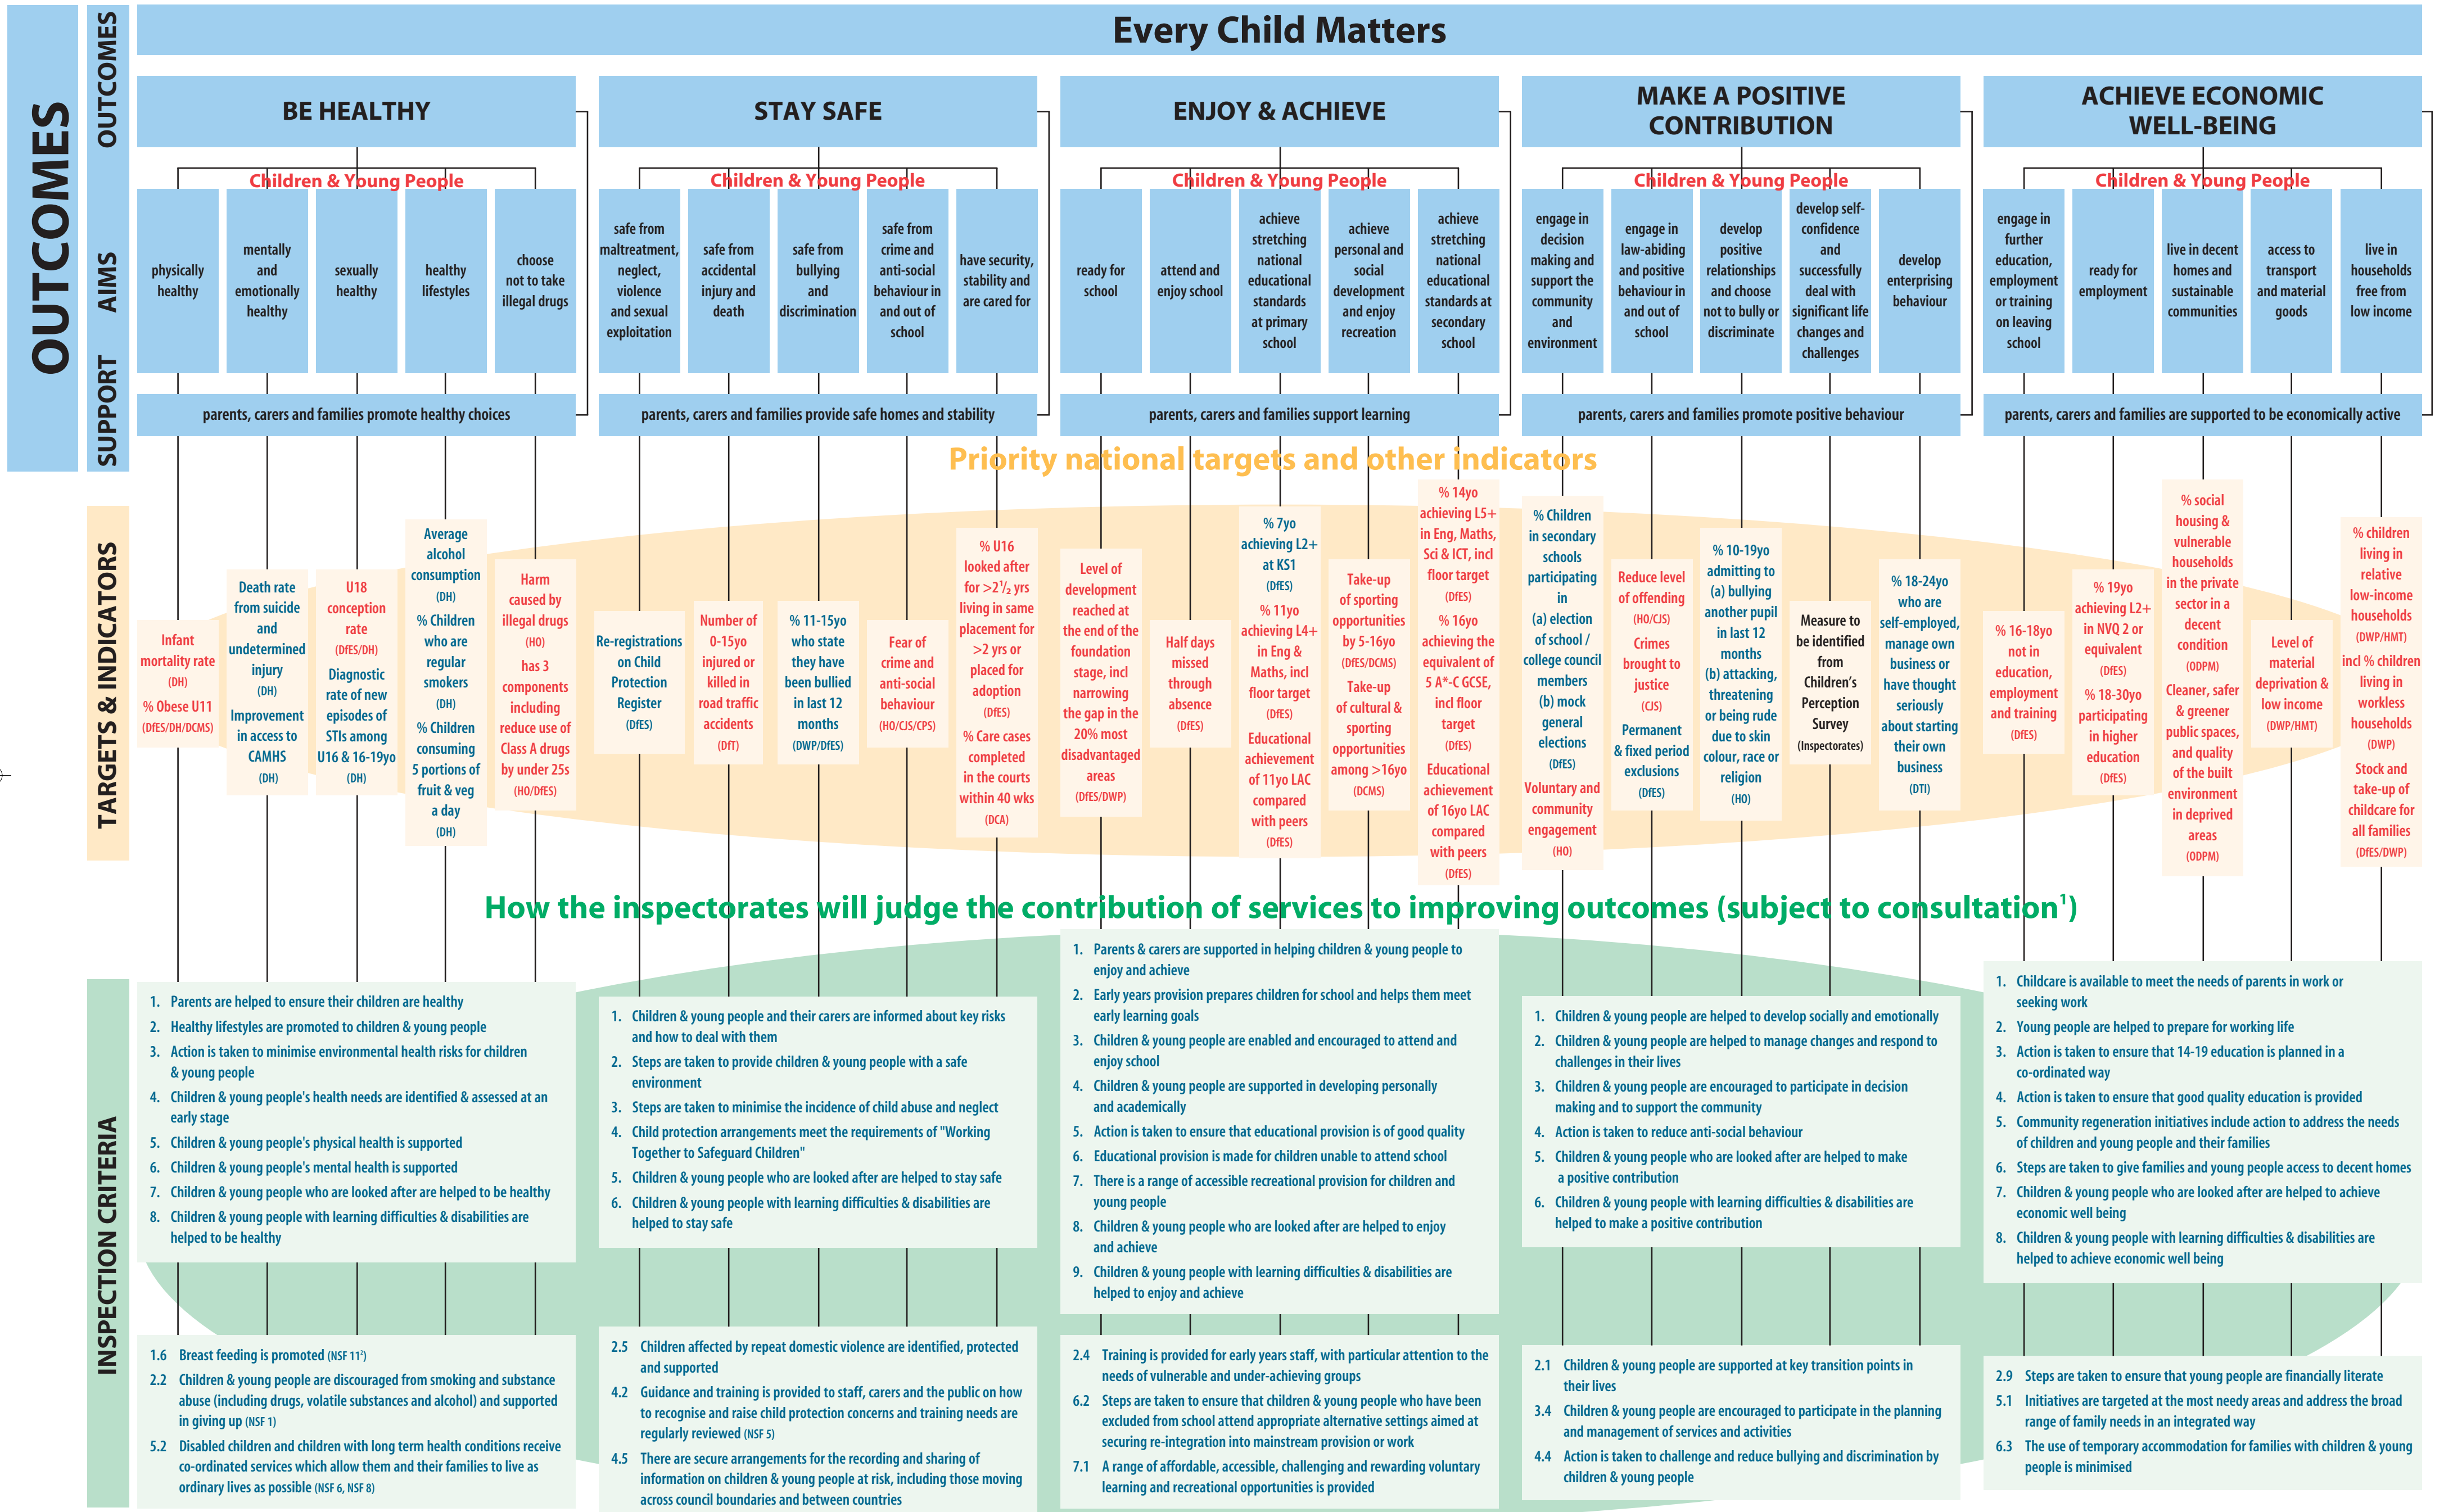 Every Child Matters
OUTCOMES
OUTCOMES
AIMS
SUPPORT
BE HEALTHY
Children & Young People
physically
healthy
mentally
and
emotionally
healthy
sexually
healthy
healthy
lifestyles
choose
not to take
illegal drugs
parents, carers and families promote healthy choices
STAY SAFE
Children & Young People
safe from
maltreatment,
neglect,
violence
and sexual
exploitation
safe from
accidental
injury and
death
safe from
bullying
and
discrimination
safe from
crime and
anti-social
behaviour in
and out of
school
have security,
stability and
are cared for
parents, carers and families provide safe homes and stability
ENJOY & ACHIEVE
Children & Young People
ready for
school
attend and
enjoy school
achieve
stretching
national
educational
standards
at primary
school
achieve
personal and
social
development
and enjoy
recreation
achieve
stretching
national
educational
standards at
secondary
school
parents, carers and families support learning
MAKE A POSITIVE
CONTRIBUTION
Children & Young People
engage in
decision
making and
support the
community
and
environment
engage in
law-abiding
and positive
behaviour in
and out of
school
develop
positive
relationships
and choose
not to bully or
discriminate
develop self-
confidence
and
successfully
deal with
significant life
changes and
challenges
develop
enterprising
behaviour
parents, carers and families promote positive behaviour
ACHIEVE ECONOMIC
WELL-BEING
Children & Young People
engage in
further
education,
employment
or training
on leaving
school
ready for
employment
live in decent
homes and
sustainable
communities
access to
transport
and material
goods
live in
households
free from
low income
parents, carers and families are supported to be economically active
Priority national targets and other indicators
TARGETS & INDICATORS
Infant
mortality rate
(DH)
% Obese U11
(DfES/DH/DCMS)
Death rate
from suicide
and
undetermined
injury
(DH)
Improvement
in access to
CAMHS
(DH)
U18
conception
rate
(DfES/DH)
Diagnostic
rate of new
episodes of
STIs among
U16 & 16-19yo
(DH)
Average
alcohol
consumption
(DH)
% Children
who are
regular
smokers
(DH)
% Children
consuming
5 portions of
fruit & veg
a day
(DH)
Harm
caused by
illegal drugs
(HO)
has 3
components
including
reduce use of
Class A drugs
by under 25s
(HO/DfES)
Re-registrations
on Child
Protection
Register
(DfES)
Number of
0-15yo
injured or
killed in
road traffic
accidents
(DfT)
% 11-15yo
who state
they have
been bullied
in last 12
months
(DWP/DfES)
Fear of
crime and
anti-social
behaviour
(HO/CJS/CPS)
% U16
looked after
for >2½ yrs
living in same
placement for
>2 yrs or
placed for
adoption
(DfES)
% Care cases
completed
in the courts
within 40 wks
(DCA)
Level of
development
reached at
the end of the
foundation
stage, incl
narrowing
the gap in the
20% most
disadvantaged
areas
(DfES/DWP)
Half days
missed
through
absence
(DfES)
% 7yo
achieving L2+
at KS1
(DfES)
% 11yo
achieving L4+
in Eng &
Maths, incl
floor target
(DfES)
Educational
achievement
of 11yo LAC
compared
with peers
(DfES)
Take-up
of sporting
opportunities
by 5-16yo
(DfES/DCMS)
Take-up
of cultural &
sporting
opportunities
among >16yo
(DCMS)
% 14yo
achieving L5+
in Eng, Maths,
Sci & ICT, incl
floor target
(DfES)
% 16yo
achieving the
equivalent of
5 A*-C GCSE,
incl floor
target
(DfES)
Educational
achievement
of 16yo LAC
compared
with peers
(DfES)
% Children
in secondary
schools
participating
in
(a) election
of school /
college council
members
(b) mock
general
elections
(DfES)
Voluntary and
community
engagement
(HO)
Reduce level
of offending
(HO/CJS)
Crimes
brought to
justice
(CJS)
Permanent
& fixed period
exclusions
(DfES)
% 10-19yo
admitting to
(a) bullying
another pupil
in last 12
months
(b) attacking,
threatening
or being rude
due to skin
colour, race or
religion
(HO)
Measure to
be identified
from
Children's
Perception
Survey
(Inspectorates)
% 18-24yo
who are
self-employed,
manage own
business or
have thought
seriously
about starting
their own
business
(DTI)
% 16-18yo
not in
education,
employment
and training
(DfES)
% 19yo
achieving L2+
in NVQ 2 or
equivalent
(DfES)
% 18-30yo
participating
in higher
education
(DfES)
% social
housing &
vulnerable
households
in the private
sector in a
decent
condition
(ODPM)
Cleaner, safer
& greener
public spaces,
and quality
of the built
environment
in deprived
areas
(ODPM)
Level of
material
deprivation &
low income
(DWP/HMT)
% children
living in
relative
low-income
households
(DWP/HMT)
incl % children
living in
workless
households
(DWP)
Stock and
take-up of
childcare for
all families
(DfES/DWP)
How the inspectorates will judge the contribution of services to improving outcomes (subject to consultation¹)
INSPECTION CRITERIA
1. Parents are helped to ensure their children are healthy
2. Healthy lifestyles are promoted to children & young people
3. Action is taken to minimise environmental health risks for children
& young people
4. Children & young people's health needs are identified & assessed at an
early stage
5. Children & young people's physical health is supported
6. Children & young people's mental health is supported
7. Children & young people who are looked after are helped to be healthy
8. Children & young people with learning difficulties & disabilities are
helped to be healthy
1. Children & young people and their carers are informed about key risks
and how to deal with them
2. Steps are taken to provide children & young people with a safe
environment
3. Steps are taken to minimise the incidence of child abuse and neglect
4. Child protection arrangements meet the requirements of "Working
Together to Safeguard Children"
5. Children & young people who are looked after are helped to stay safe
6. Children & young people with learning difficulties & disabilities are
helped to stay safe
1. Parents & carers are supported in helping children & young people to
enjoy and achieve
2. Early years provision prepares children for school and helps them meet
early learning goals
3. Children & young people are enabled and encouraged to attend and
enjoy school
4. Children & young people are supported in developing personally
and academically
5. Action is taken to ensure that educational provision is of good quality
6. Educational provision is made for children unable to attend school
7. There is a range of accessible recreational provision for children and
young people
8. Children & young people who are looked after are helped to enjoy
and achieve
9. Children & young people with learning difficulties & disabilities are
helped to enjoy and achieve
1. Children & young people are helped to develop socially and emotionally
2. Children & young people are helped to manage changes and respond to
challenges in their lives
3. Children & young people are encouraged to participate in decision
making and to support the community
4. Action is taken to reduce anti-social behaviour
5. Children & young people who are looked after are helped to make
a positive contribution
6. Children & young people with learning difficulties & disabilities are
helped to make a positive contribution
1. Childcare is available to meet the needs of parents in work or
seeking work
2. Young people are helped to prepare for working life
3. Action is taken to ensure that 14-19 education is planned in a
co-ordinated way
4. Action is taken to ensure that good quality education is provided
5. Community regeneration initiatives include action to address the needs
of children and young people and their families
6. Steps are taken to give families and young people access to decent homes
7. Children & young people who are looked after are helped to achieve
economic well being
8. Children & young people with learning difficulties & disabilities are
helped to achieve economic well being
1.6 Breast feeding is promoted (NSF 11²)
2.2 Children & young people are discouraged from smoking and substance
abuse (including drugs, volatile substances and alcohol) and supported
in giving up (NSF 1)
5.2 Disabled children and children with long term health conditions receive
co-ordinated services which allow them and their families to live as
ordinary lives as possible (NSF 6, NSF 8)
2.5 Children affected by repeat domestic violence are identified, protected
and supported
4.2 Guidance and training is provided to staff, carers and the public on how
to recognise and raise child protection concerns and training needs are
regularly reviewed (NSF 5)
4.5 There are secure arrangements for the recording and sharing of
information on children & young people at risk, including those moving
across council boundaries and between countries
2.4 Training is provided for early years staff, with particular attention to the
needs of vulnerable and under-achieving groups
6.2 Steps are taken to ensure that children & young people who have been
excluded from school attend appropriate alternative settings aimed at
securing re-integration into mainstream provision or work
7.1 A range of affordable, accessible, challenging and rewarding voluntary
learning and recreational opportunities is provided
2.1 Children & young people are supported at key transition points in
their lives
3.4 Children & young people are encouraged to participate in the planning
and management of services and activities
4.4 Action is taken to challenge and reduce bullying and discrimination by
children & young people
2.9 Steps are taken to ensure that young people are financially literate
5.1 Initiatives are targeted at the most needy areas and address the broad
range of family needs in an integrated way
6.3 The use of temporary accommodation for families with children & young
people is minimised